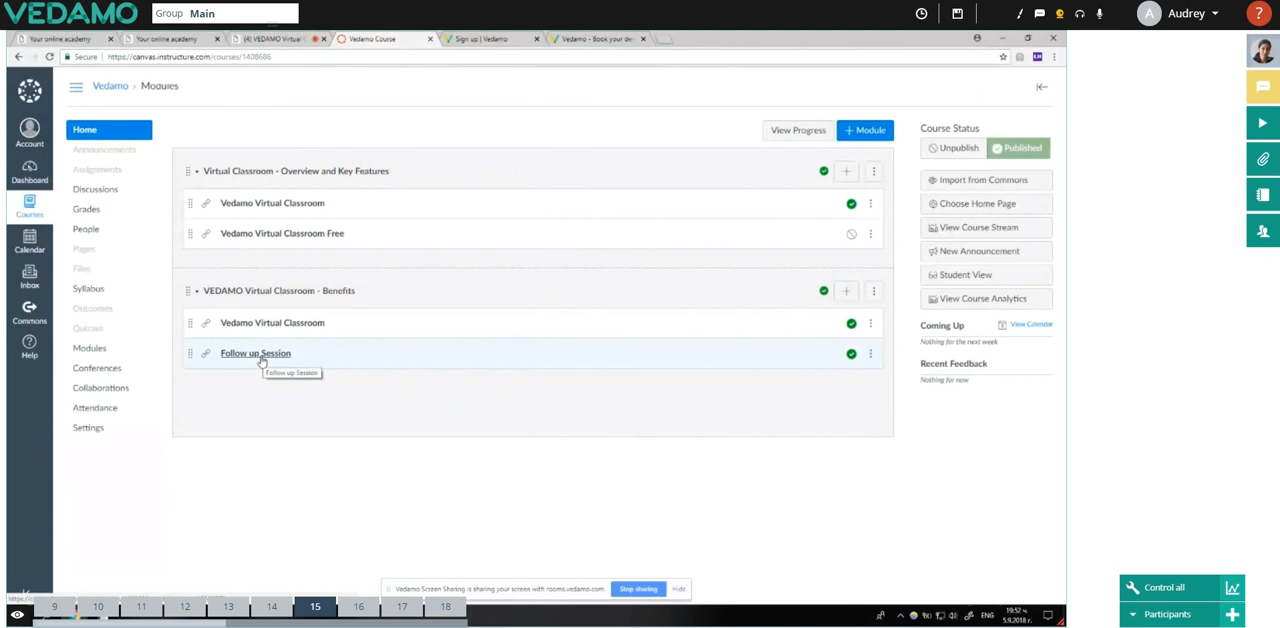 VEDAMO Group Main Audrey ?
Your online academy Your online academy (4) VEDAMO Virtual Vedamo Course Sign up | Vedamo Vedamo - Book your de
Secure https://canvas.instructure.com/courses/1408686
Vedamo › Modules
Account
Dashboard
Courses
Calendar
Inbox
Commons
Help
Home
Announcements
Assignments
Discussions
Grades
People
Pages
Files
Syllabus
Outcomes
Quizzes
Modules
Conferences
Collaborations
Attendance
Settings
View Progress + Module
Virtual Classroom - Overview and Key Features
Vedamo Virtual Classroom
Vedamo Virtual Classroom Free
VEDAMO Virtual Classroom - Benefits
Vedamo Virtual Classroom
Follow up Session
Follow up Session
Course Status
Unpublish Published
Import from Commons
Choose Home Page
View Course Stream
New Announcement
Student View
View Course Analytics
Coming Up View Calendar
Nothing for the next week
Recent Feedback
Nothing for now
Vedamo Screen Sharing is sharing your screen with rooms.vedamo.com. Stop sharing Hide
9 10 11 12 13 14 15 16 17 18
ENG 19:52 ч.
5.9.2018 г.
Control all
Participants